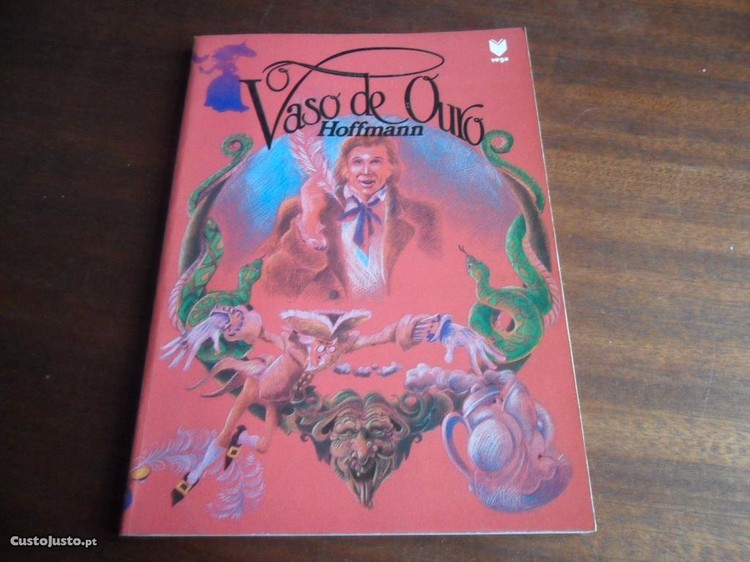 O Vaso de Ouro
Hoffmann
vega
CustoJusto.pt